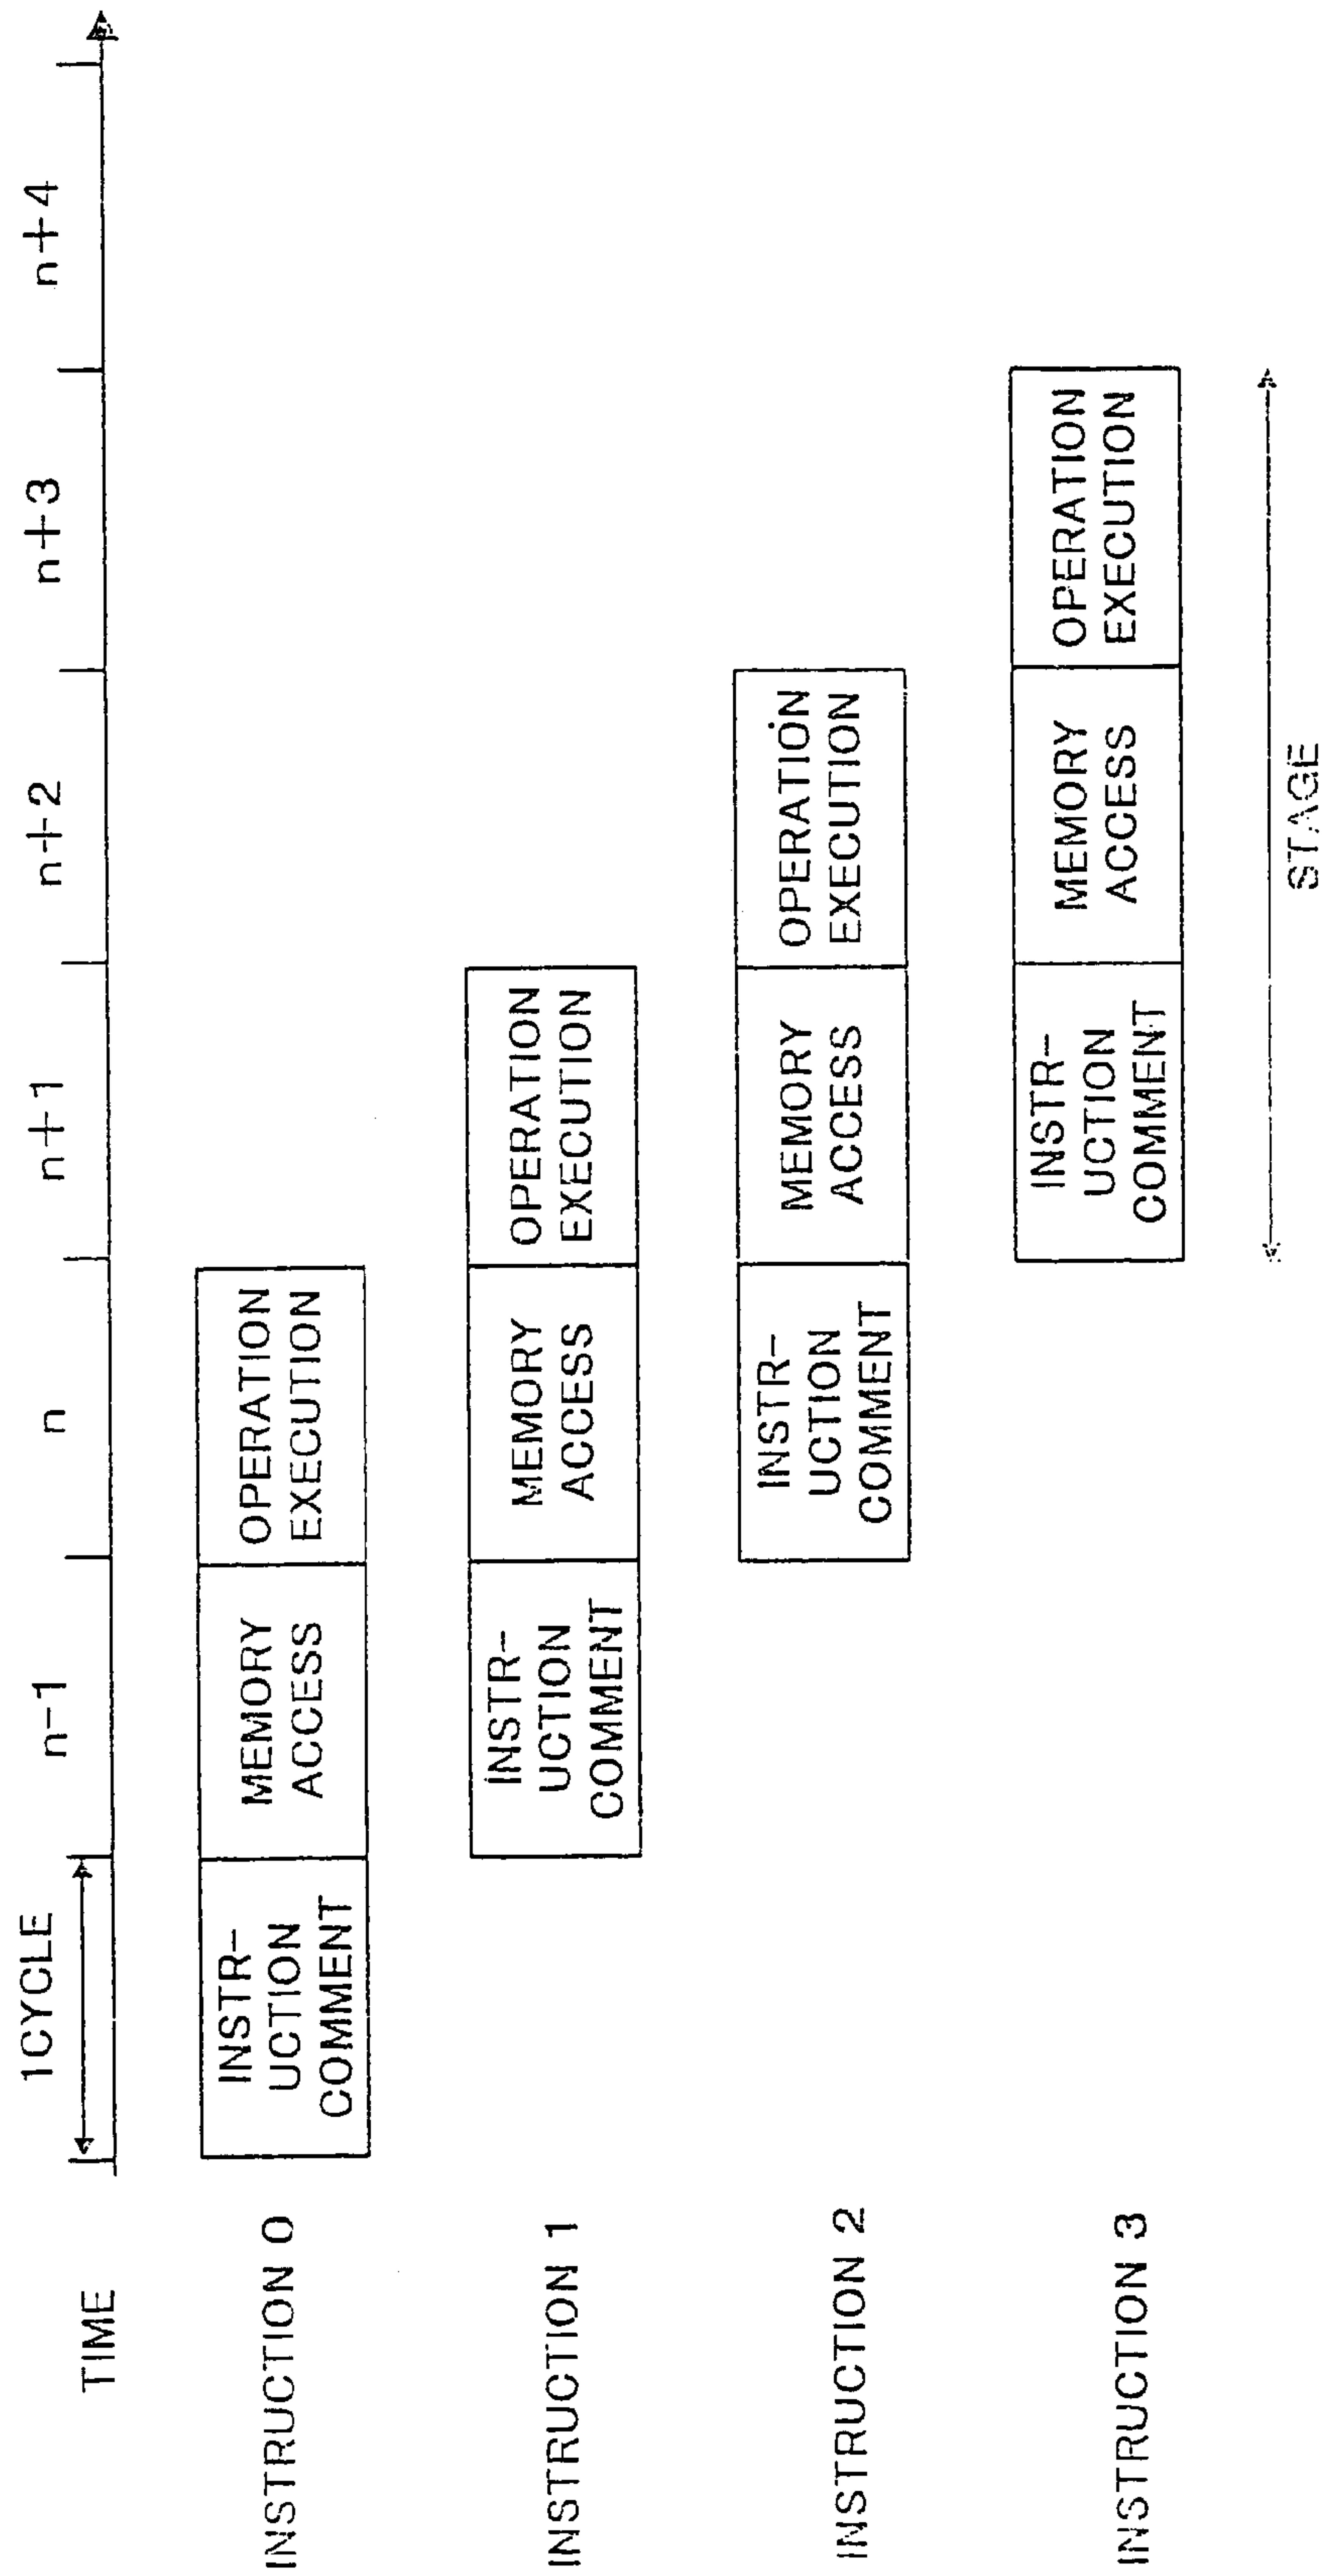 1CYCLE
n-1
n
n+1
n+2
n+3
n+4
TIME
INSTRUCTION 0
INSTR-
UCTION
COMMENT
MEMORY
ACCESS
OPERATION
EXECUTION
INSTRUCTION 1
INSTR-
UCTION
COMMENT
MEMORY
ACCESS
OPERATION
EXECUTION
INSTRUCTION 2
INSTR-
UCTION
COMMENT
MEMORY
ACCESS
OPERATION
EXECUTION
INSTRUCTION 3
INSTR-
UCTION
COMMENT
MEMORY
ACCESS
OPERATION
EXECUTION
STAGE